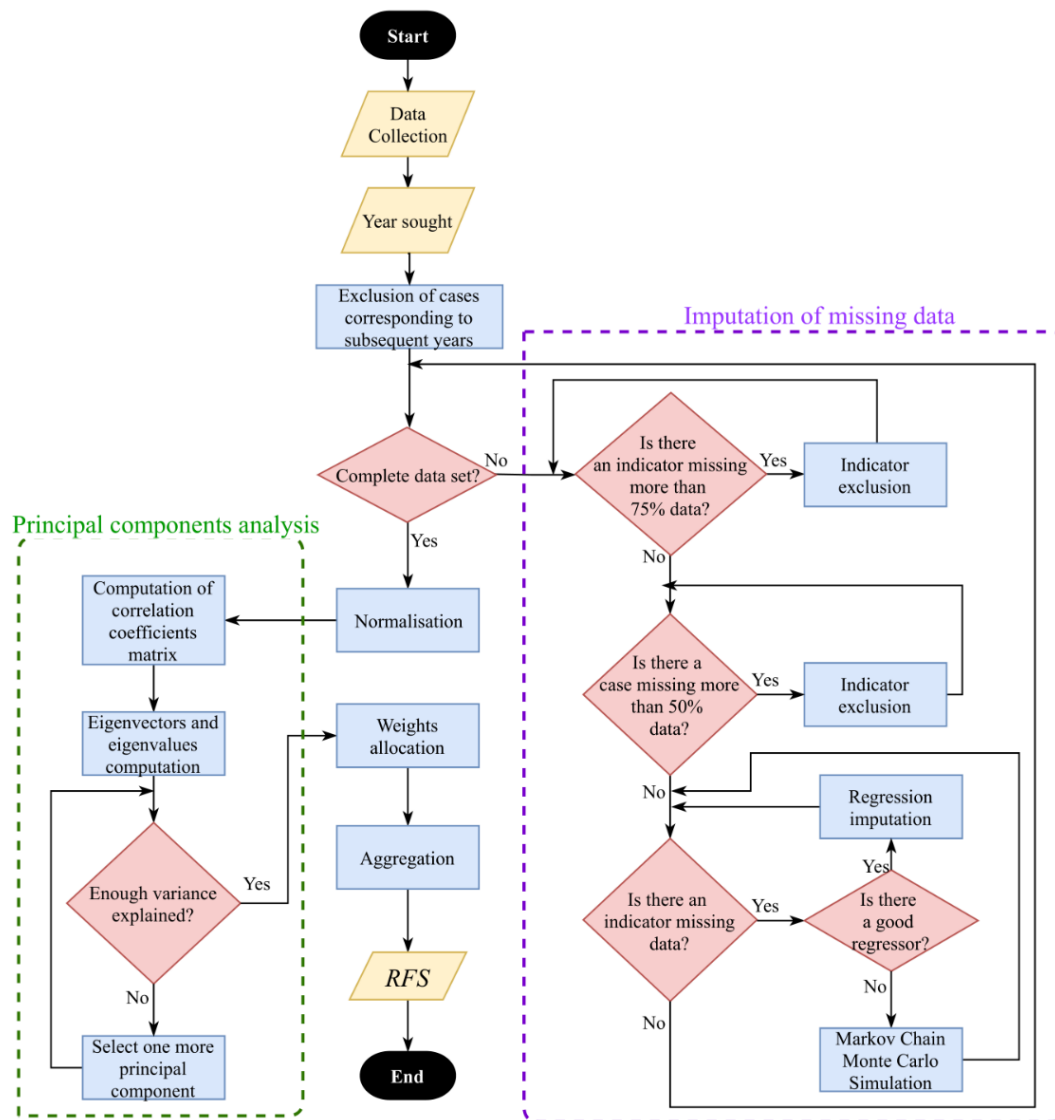 Start
Data
Collection
Year sought
Exclusion of cases
corresponding to
subsequent years
Imputation of missing data
Complete data set?
No
Yes
Is there
an indicator missing
more than
75% data?
Yes
No
Indicator
exclusion
Principal components analysis
Computation of
correlation
coefficients
matrix
Normalisation
Is there a
case missing more
than 50%
data?
Yes
No
Indicator
exclusion
Eigenvectors and
eigenvalues
computation
Weights
allocation
Regression
imputation
Enough variance
explained?
Yes
No
Aggregation
Is there an
indicator missing
data?
Yes
No
Yes
Is there
a good
regressor?
No
RFS
Select one more
principal
component
End
Markov Chain
Monte Carlo
Simulation